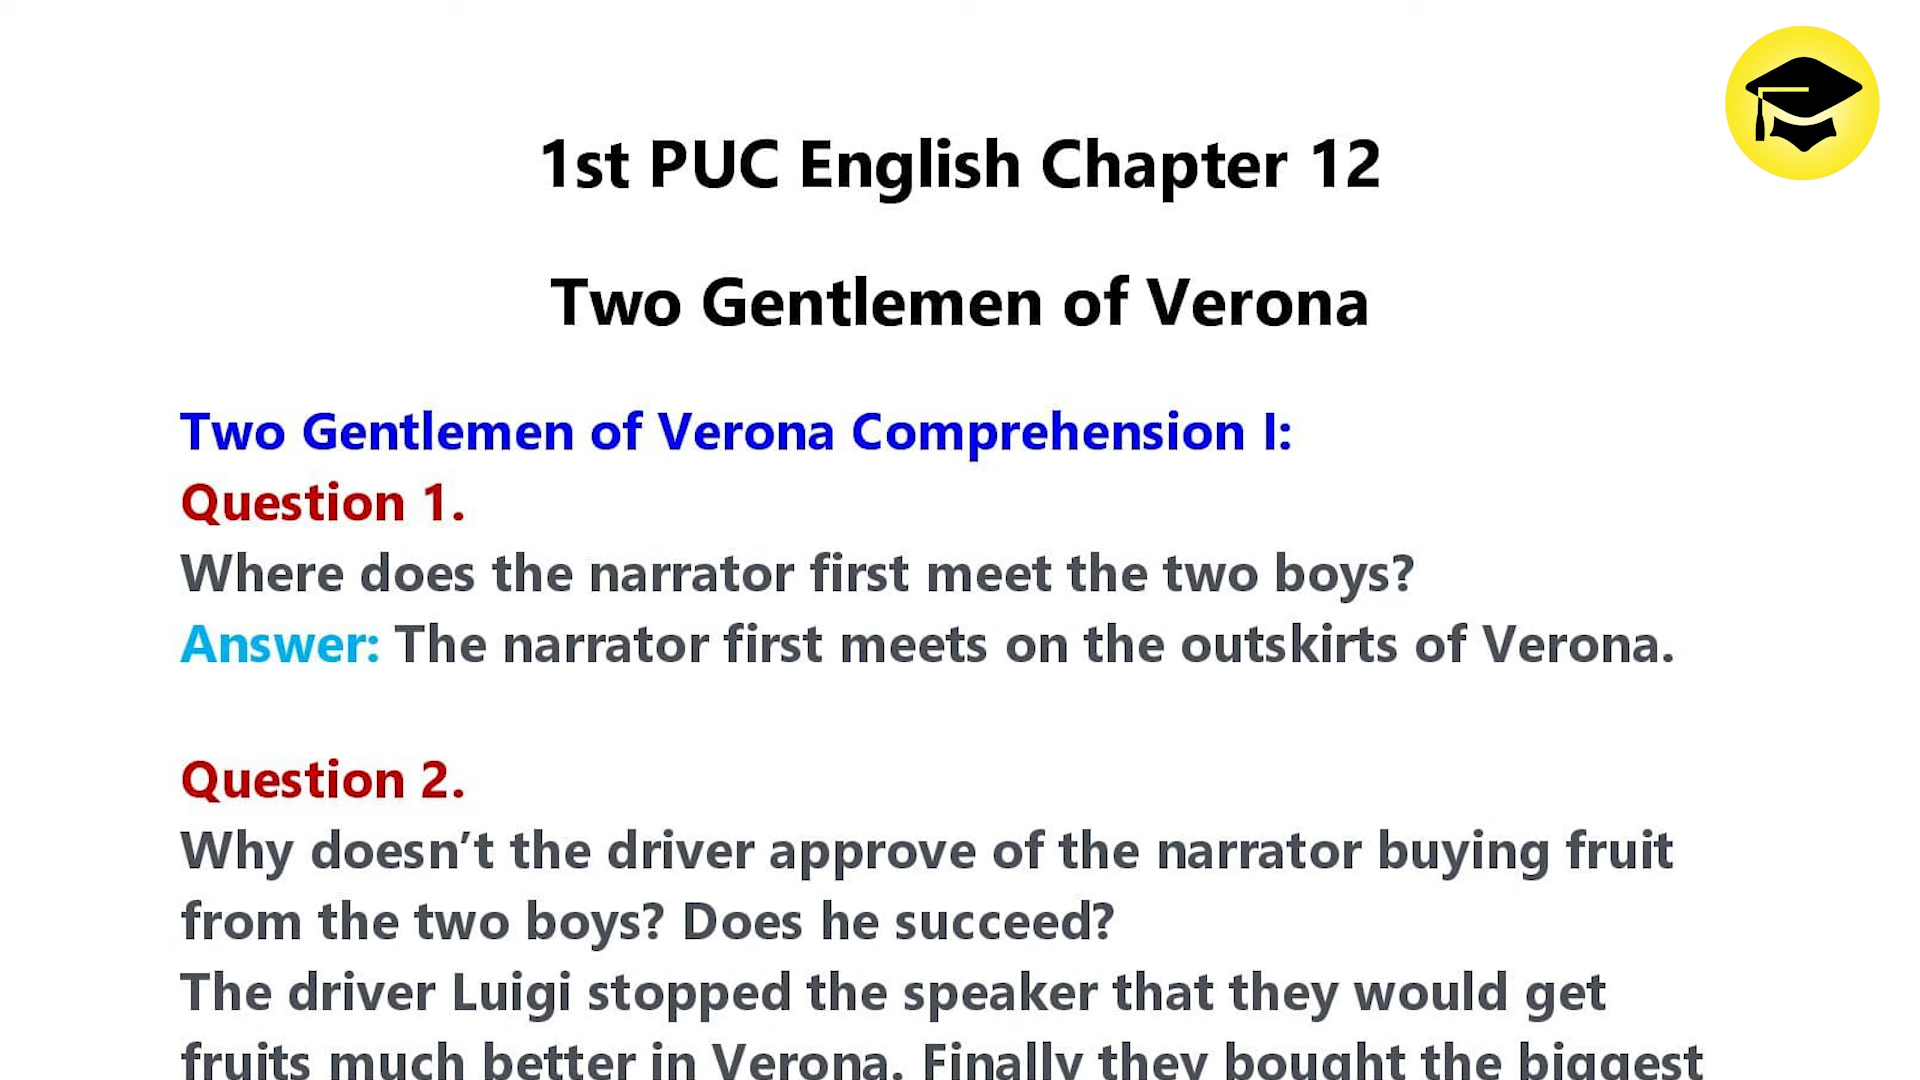 1st PUC English Chapter 12
Two Gentlemen of Verona
Two Gentlemen of Verona Comprehension I:
Question 1.
Where does the narrator first meet the two boys?
Answer: The narrator first meets on the outskirts of Verona.
Question 2.
Why doesn’t the driver approve of the narrator buying fruit
from the two boys? Does he succeed?
The driver Luigi stopped the speaker that they would get
fruits much better in Verona. Finally they bought the biggest